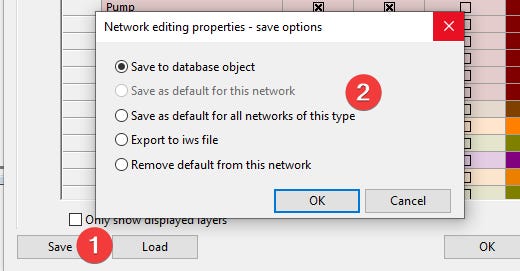 Pump
Network editing properties - save options
Save to database object
Save as default for this network
2
Save as default for all networks of this type
Export to iws file
Remove default from this network
OK Cancel
Only show displayed layers
Save 1 Load OK